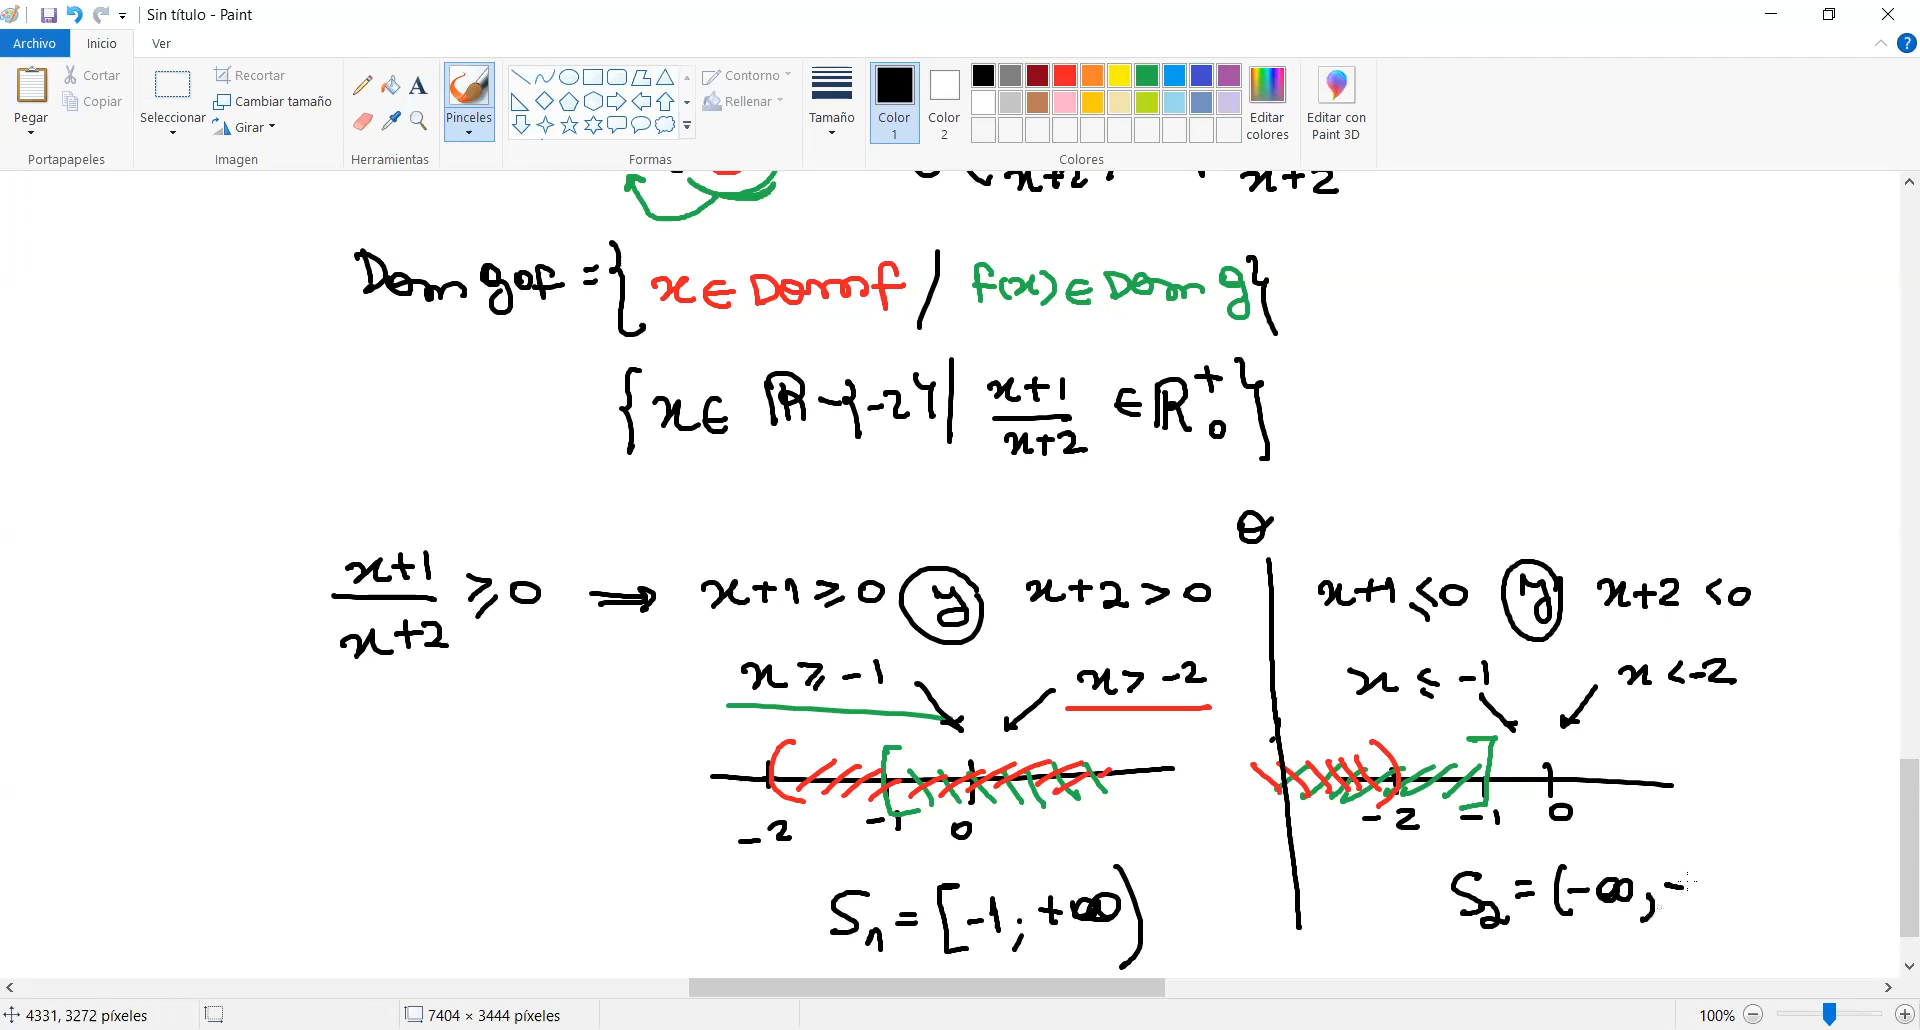 Sin título - Paint
Archivo Inicio Ver
Pegar
Cortar
Copiar
Portapapeles
Seleccionar
Recortar
Cambiar tamaño
Girar
Imagen
A
Herramientas
Pinceles
Contorno
Rellenar
Formas
Tamaño
Color 1
Color 2
Editar colores
Colores
Editar con Paint 3D
x+2 x+2
Dom gof = { x ∈ Dom f / f(x) ∈ Dom g }
{ x ∈ ℝ - {-2} | (x+1)/(x+2) ∈ ℝ⁺₀ }
(x+1)/(x+2) ≥ 0 ⇒ x+1 ≥ 0 y x+2 > 0 o x+1 ≤ 0 y x+2 < 0
x ≥ -1 x > -2 x ≤ -1 x < -2
-2 -1 0 -2 -1 0
S₁ = [-1; +∞) S₂ = (-∞; -
4331, 3272 píxeles 7404 × 3444 píxeles 100%